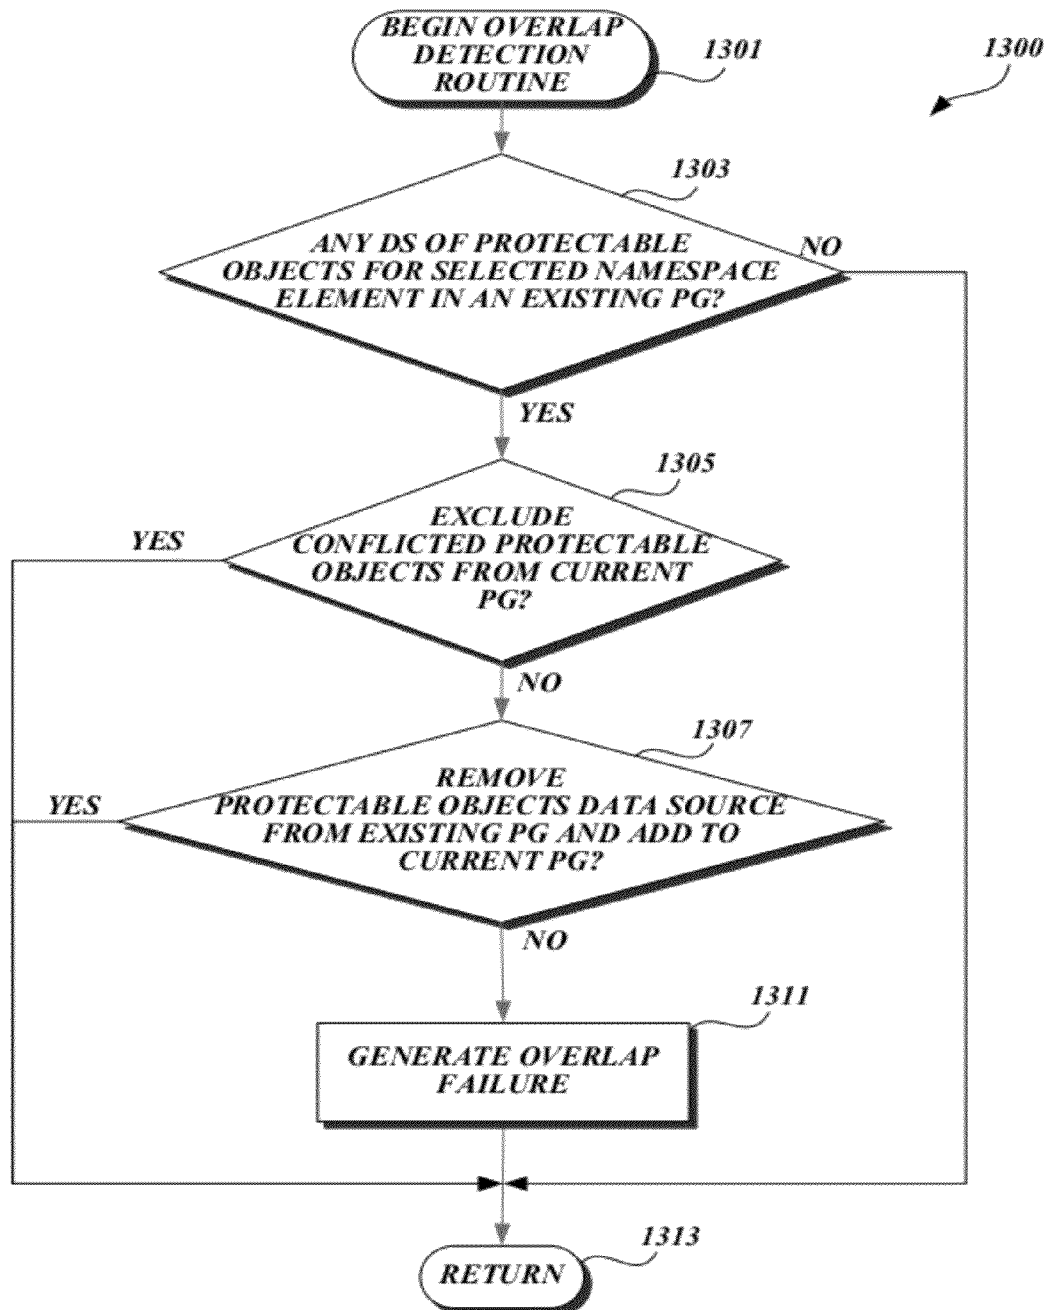 BEGIN OVERLAP
DETECTION
ROUTINE
1301
1300
1303
ANY DS OF PROTECTABLE
OBJECTS FOR SELECTED NAMESPACE
ELEMENT IN AN EXISTING PG?
NO
YES
1305
EXCLUDE
CONFLICTED PROTECTABLE
OBJECTS FROM CURRENT
PG?
YES
NO
1307
REMOVE
PROTECTABLE OBJECTS DATA SOURCE
FROM EXISTING PG AND ADD TO
CURRENT PG?
YES
NO
1311
GENERATE OVERLAP
FAILURE
1313
RETURN